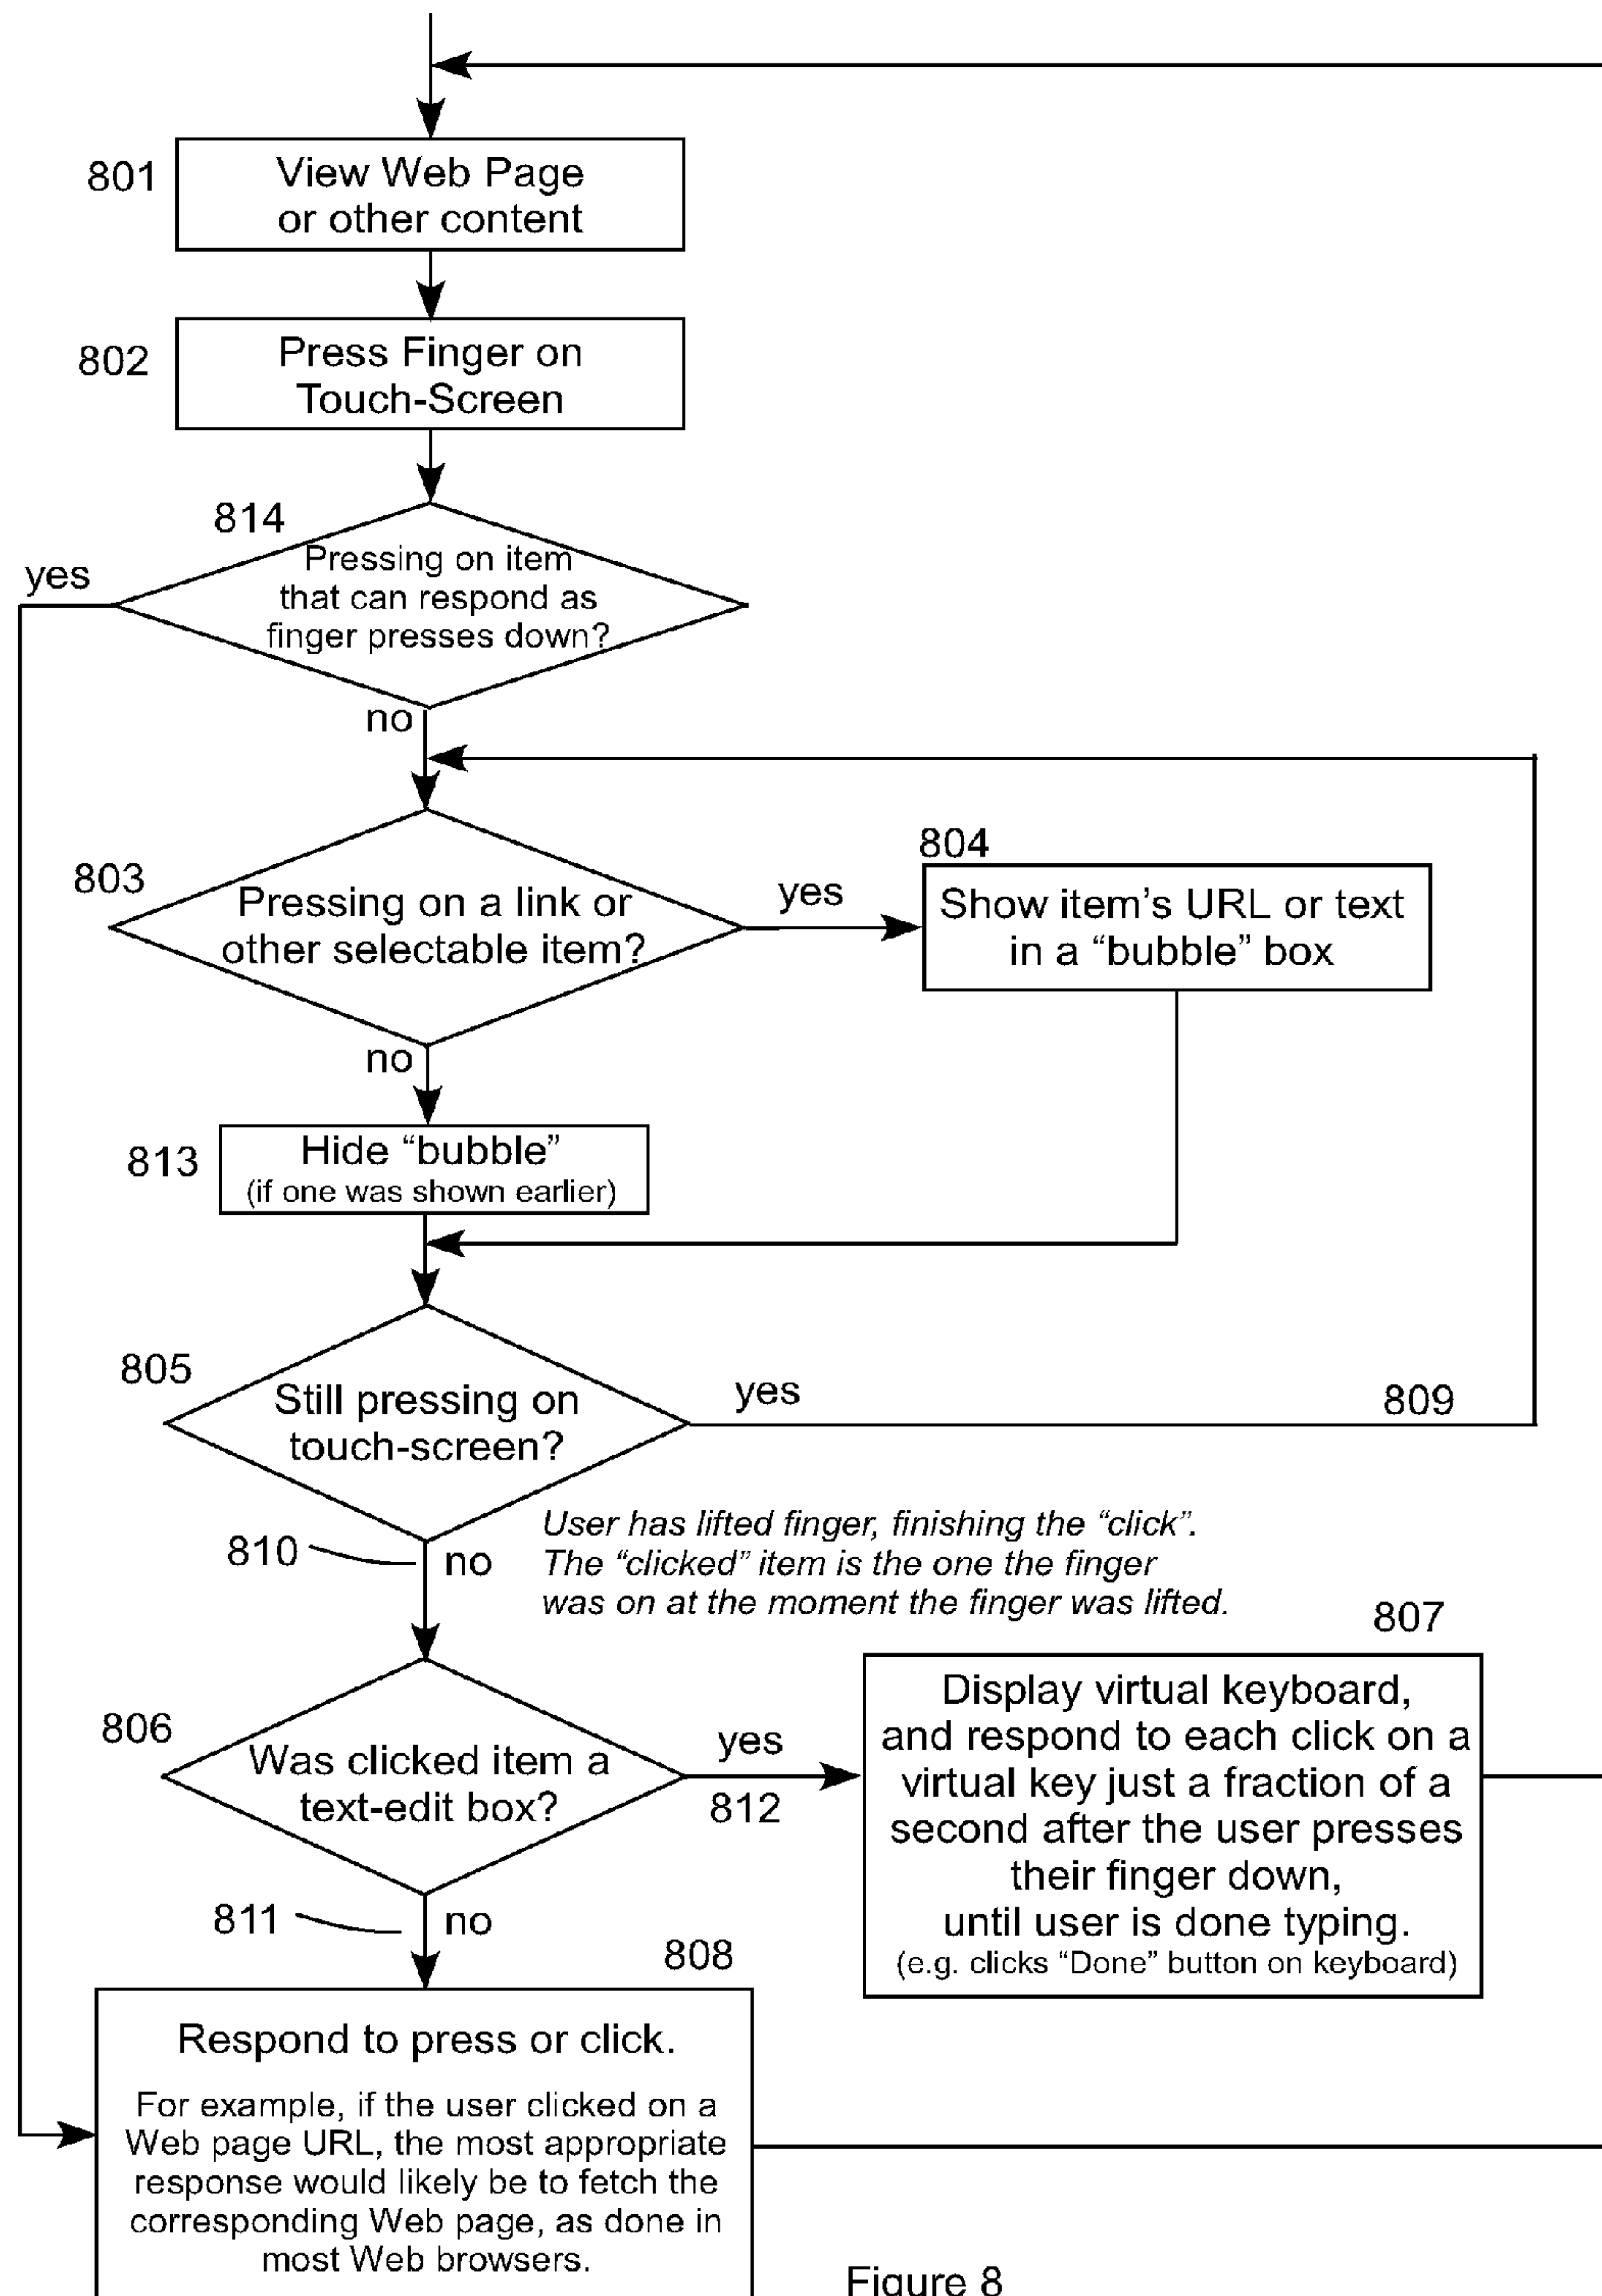 801
View Web Page
or other content
802
Press Finger on
Touch-Screen
814
yes
Pressing on item
that can respond as
finger presses down?
no
803
Pressing on a link or
other selectable item?
yes
804
Show item’s URL or text
in a “bubble” box
no
813
Hide “bubble”
(if one was shown earlier)
805
Still pressing on
touch-screen?
yes
809
810
no
User has lifted finger, finishing the “click”.
The “clicked” item is the one the finger
was on at the moment the finger was lifted.
806
Was clicked item a
text-edit box?
yes
812
807
Display virtual keyboard,
and respond to each click on a
virtual key just a fraction of a
second after the user presses
their finger down,
until user is done typing.
(e.g. clicks “Done” button on keyboard)
811
no
808
Respond to press or click.
For example, if the user clicked on a
Web page URL, the most appropriate
response would likely be to fetch the
corresponding Web page, as done in
most Web browsers.
Figure 8